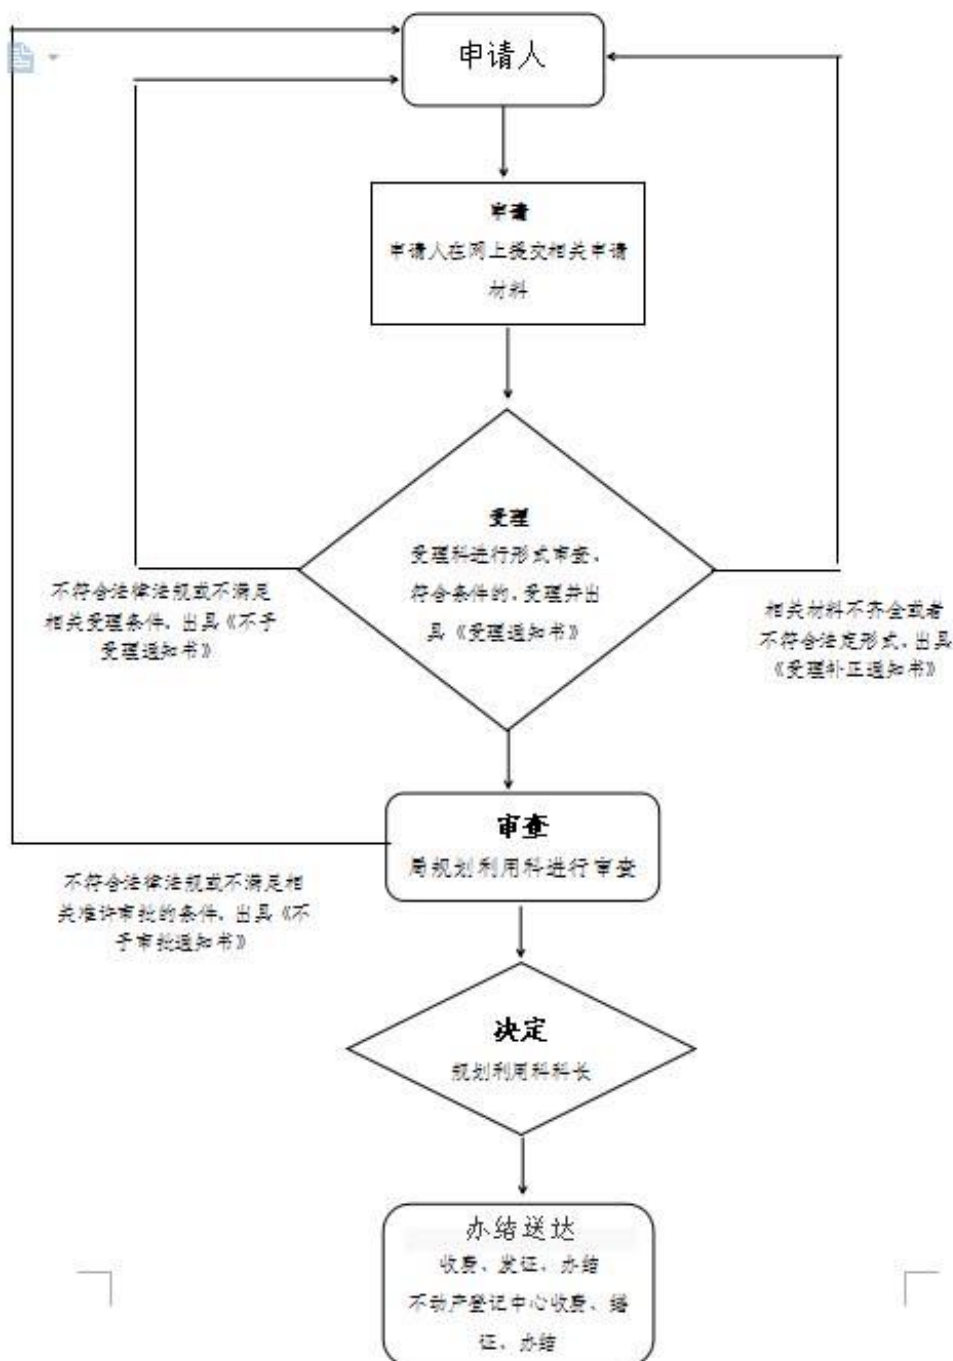 申请人
申请
申请人在网上提交相关申请
材料
受理
受理科进行形式审查、
符合条件的，受理并出
具《受理通知书》
不符合法律法规或不满足
相关受理条件，出具《不予
受理通知书》
相关材料不齐全或者
不符合法定形式，出具
《受理补正通知书》
审查
局规划利用科进行审查
不符合法律法规或不满足相
关准许审批的条件，出具《不
予审批通知书》
决定
规划利用科科长
办结送达
收费、发证、办结
不动产登记中心收费、缮
证、办结